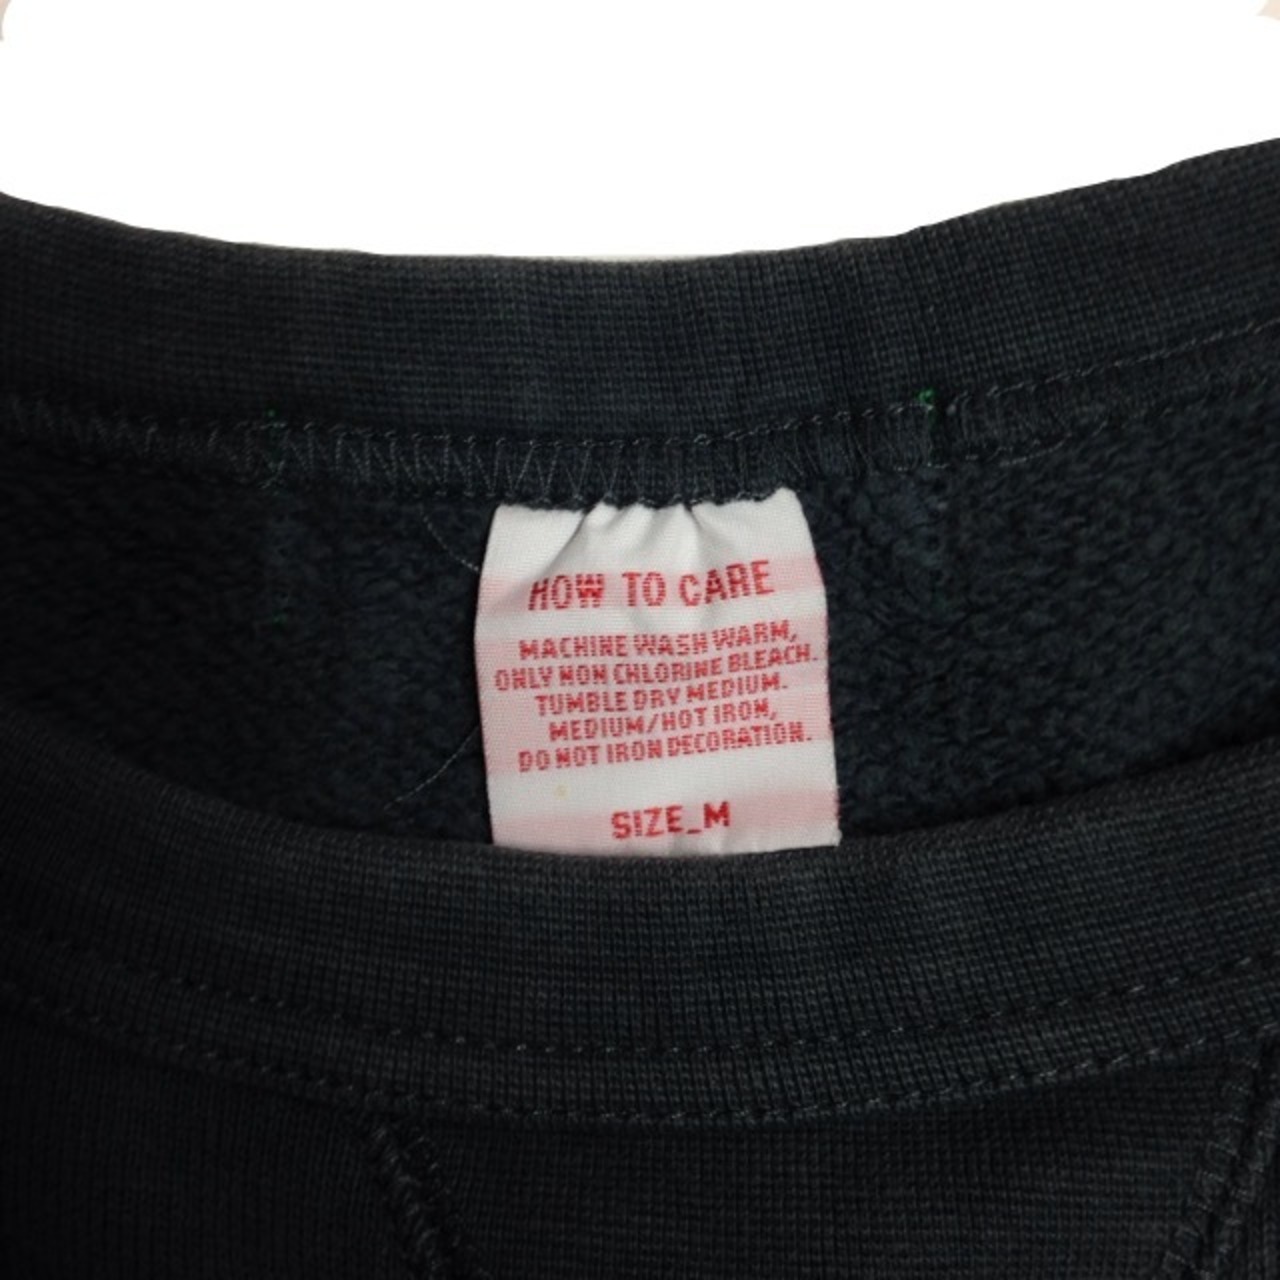 HOW TO CARE
MACHINE WASH WARM,
ONLY NON CHLORINE BLEACH.
TUMBLE DRY MEDIUM.
MEDIUM/HOT IRON,
DO NOT IRON DECORATION.
SIZE_M